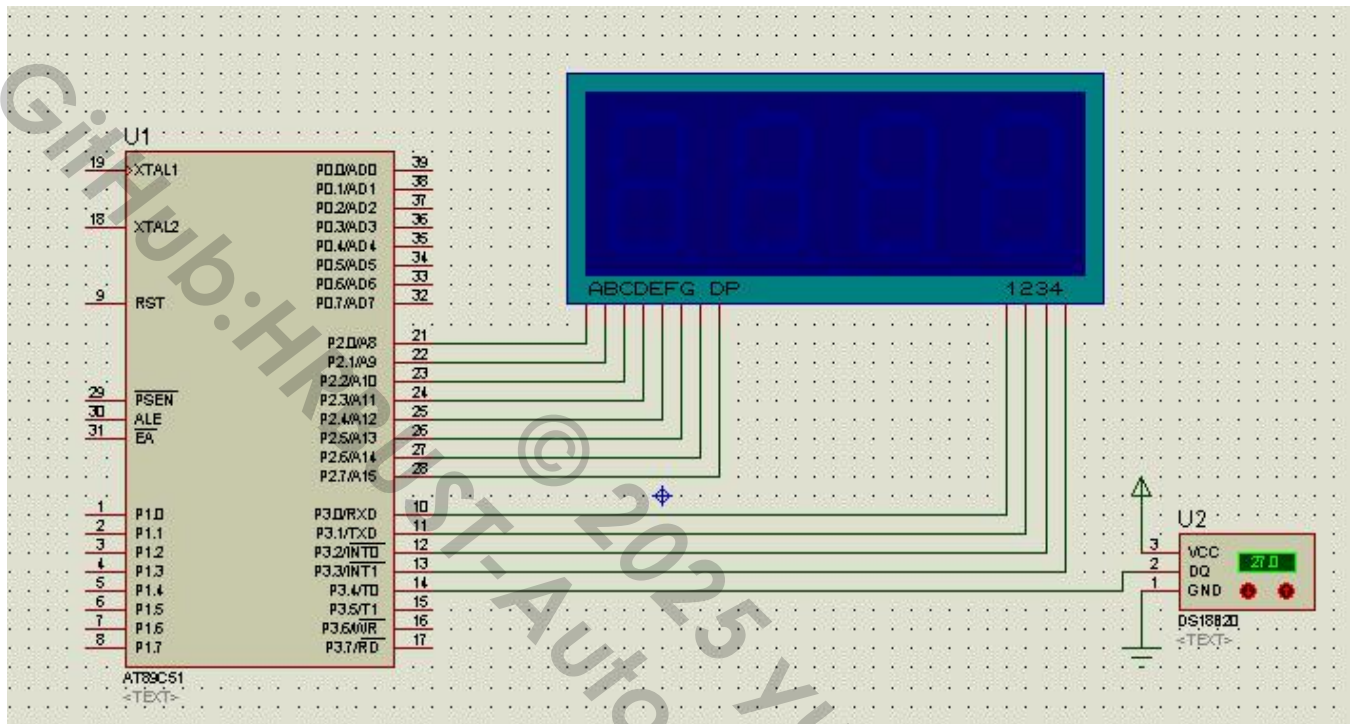 U1
19
XTAL1
18
XTAL2
9
RST
29
PSEN
30
ALE
31
EA
1
P1.0
2
P1.1
3
P1.2
4
P1.3
5
P1.4
6
P1.5
7
P1.6
8
P1.7
P0.0/AD0
39
P0.1/AD1
38
P0.2/AD2
37
P0.3/AD3
36
P0.4/AD4
35
P0.5/AD5
34
P0.6/AD6
33
P0.7/AD7
32
P2.0/A8
21
P2.1/A9
22
P2.2/A10
23
P2.3/A11
24
P2.4/A12
25
P2.5/A13
26
P2.6/A14
27
P2.7/A15
28
P3.0/RXD
10
P3.1/TXD
11
P3.2/INT0
12
P3.3/INT1
13
P3.4/T0
14
P3.5/T1
15
P3.6/WR
16
P3.7/RD
17
AT89C51
<TEXT>
ABCDEFG DP
1234
U2
3
VCC
2
DQ
1
GND
27.0
DS18B20
<TEXT>
GitHub:HKPUST-Auto
© 2025